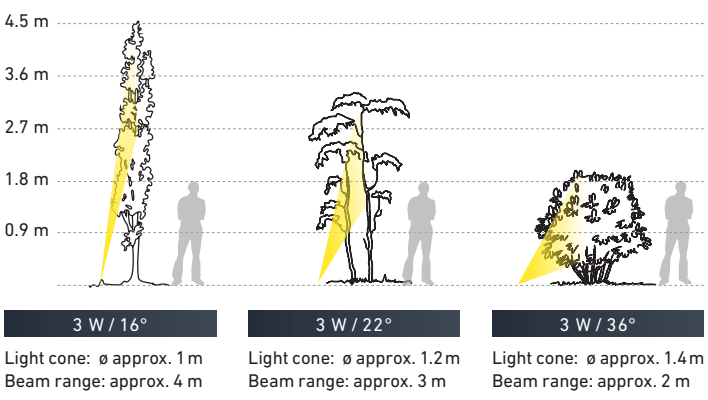 4.5 m
3.6 m
2.7 m
1.8 m
0.9 m
3 W / 16°
Light cone: ø approx. 1 m
Beam range: approx. 4 m
3 W / 22°
Light cone: ø approx. 1.2 m
Beam range: approx. 3 m
3 W / 36°
Light cone: ø approx. 1.4 m
Beam range: approx. 2 m